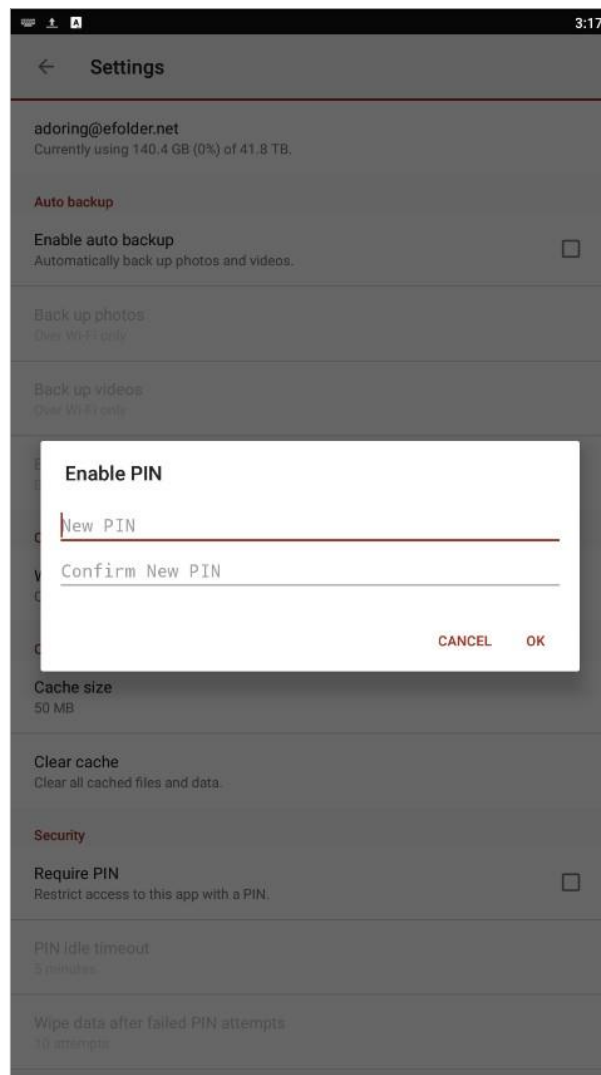 3:17
Settings
adoring@efolder.net
Currently using 140.4 GB (0%) of 41.8 TB.
Auto backup
Enable auto backup
Automatically back up photos and videos.
Back up photos
Over Wi-Fi only
Back up videos
Over Wi-Fi only
Enable PIN
New PIN
Confirm New PIN
CANCEL OK
Cache size
50 MB
Clear cache
Clear all cached files and data.
Security
Require PIN
Restrict access to this app with a PIN.
PIN idle timeout
5 minutes
Wipe data after failed PIN attempts
10 attempts